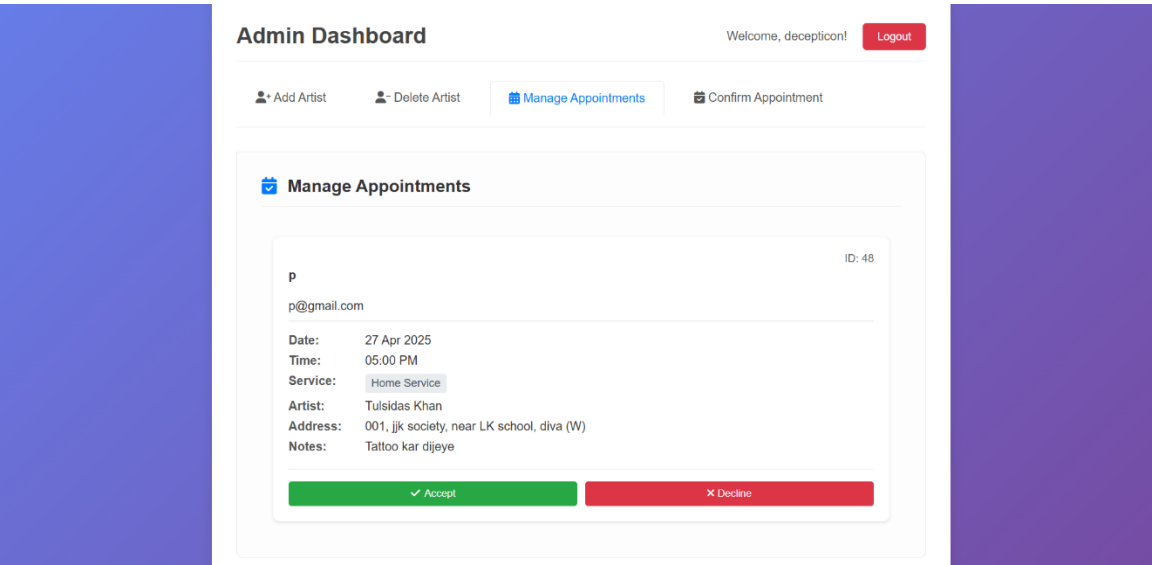 Admin Dashboard
Welcome, decepticon! Logout
Add Artist Delete Artist Manage Appointments Confirm Appointment
Manage Appointments
ID: 48
p
p@gmail.com
Date: 27 Apr 2025
Time: 05:00 PM
Service: Home Service
Artist: Tulsidas Khan
Address: 001, jjk society, near LK school, diva (W)
Notes: Tattoo kar dijeye
Accept Decline